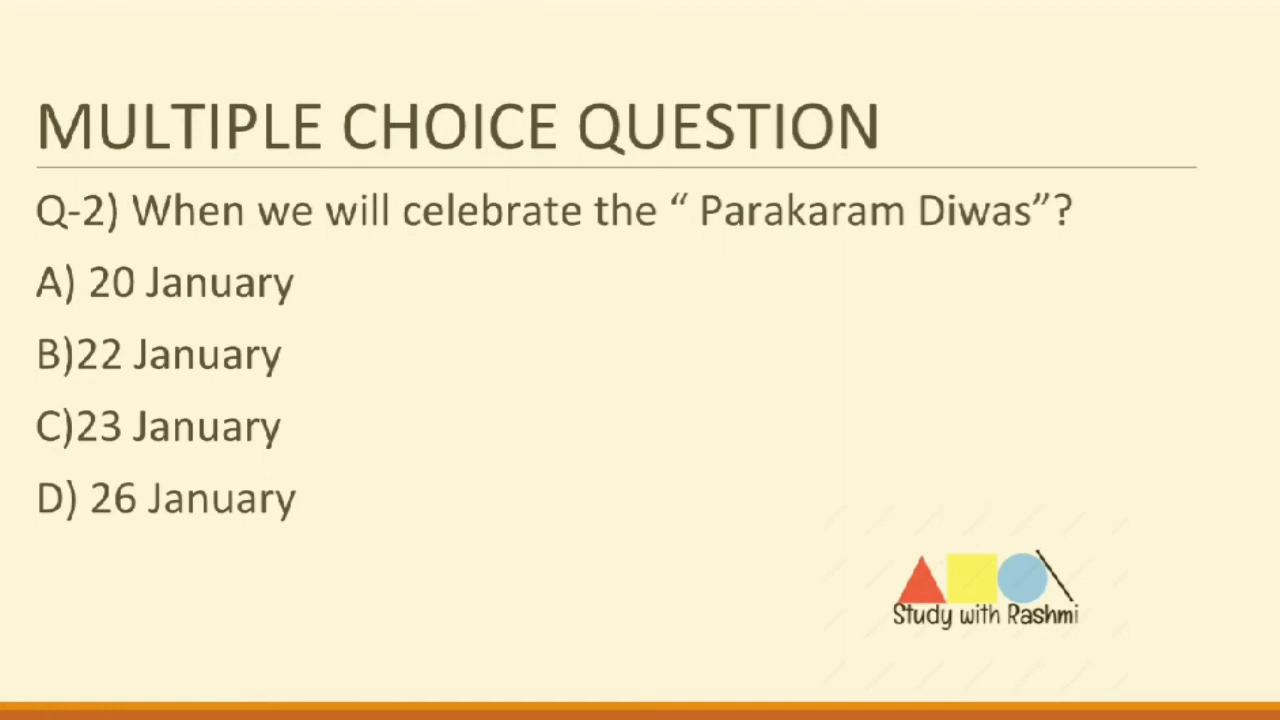 MULTIPLE CHOICE QUESTION
Q-2) When we will celebrate the “ Parakaram Diwas”?
A) 20 January
B)22 January
C)23 January
D) 26 January
Study with Rashmi